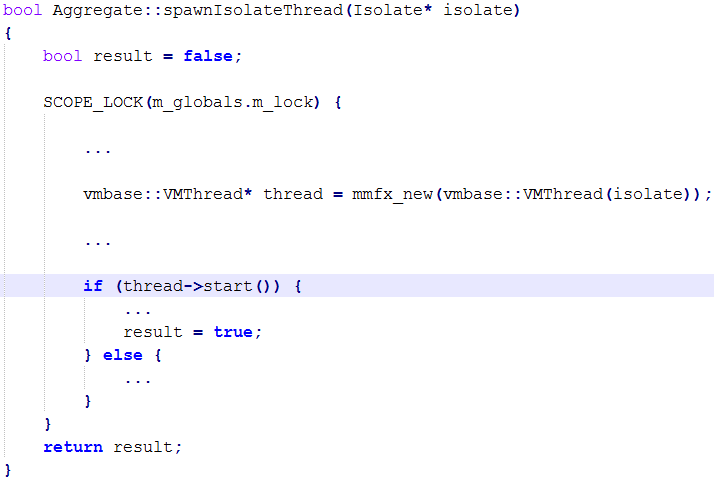 bool Aggregate::spawnIsolateThread(Isolate* isolate)
{
    bool result = false;

    SCOPE_LOCK(m_globals.m_lock) {

        ...

        vmbase::VMThread* thread = mmfx_new(vmbase::VMThread(isolate));

        ...

        if (thread->start()) {
            ...
            result = true;
        } else {
            ...
        }
    }
    return result;
}